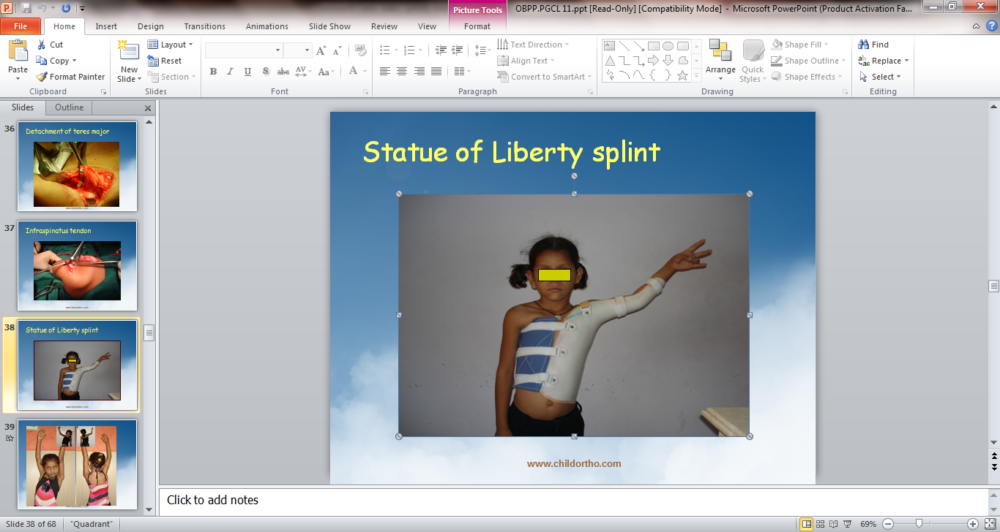 Picture Tools
OBPP.PGCL 11.ppt [Read-Only] [Compatibility Mode] - Microsoft PowerPoint (Product Activation Fa...
File Home Insert Design Transitions Animations Slide Show Review View Format
Paste
Cut
Copy
Format Painter
Clipboard
New
Slide
Layout
Reset
Section
Slides
B I U S abc AV Aa A
Font
Text Direction
Align Text
Convert to SmartArt
Paragraph
Arrange
Quick
Styles
Shape Fill
Shape Outline
Shape Effects
Drawing
Find
Replace
Select
Editing
Slides Outline
36
Detachment of teres major
37
Infraspinatus tendon
38
Statue of Liberty splint
39
Statue of Liberty splint
www.childortho.com
Click to add notes
Slide 38 of 68 "Quadrant" 69%